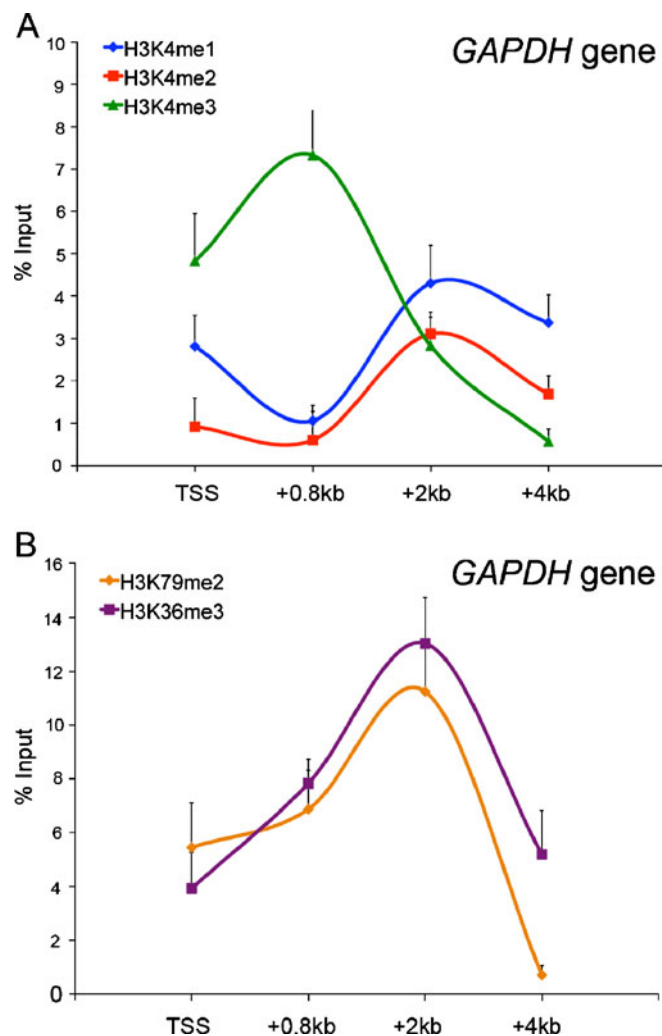 A
GAPDH gene
H3K4me1
H3K4me2
H3K4me3
% Input
10
9
8
7
6
5
4
3
2
1
0
TSS +0.8kb +2kb +4kb
B
GAPDH gene
H3K79me2
H3K36me3
% Input
16
14
12
10
8
6
4
2
0
TSS +0.8kb +2kb +4kb